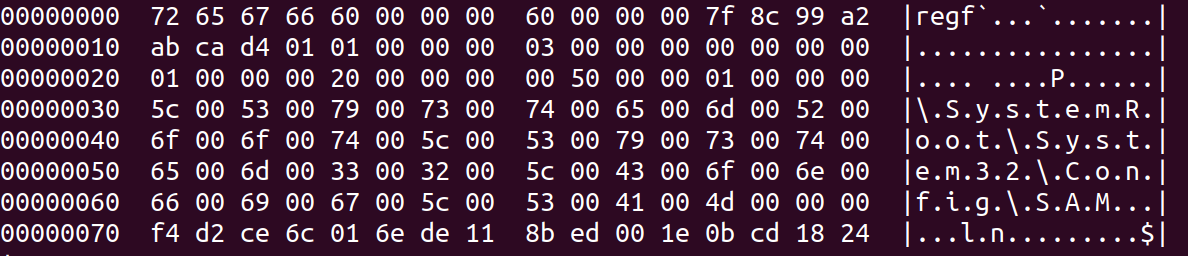 00000000  72 65 67 66 60 00 00 00  60 00 00 00 7f 8c 99 a2  |regf`...`.......|
00000010  ab ca d4 01 01 00 00 00  03 00 00 00 00 00 00 00  |................|
00000020  01 00 00 00 20 00 00 00  00 50 00 00 01 00 00 00  |.... ....P......|
00000030  5c 00 53 00 79 00 73 00  74 00 65 00 6d 00 52 00  |\.S.y.s.t.e.m.R.|
00000040  6f 00 6f 00 74 00 5c 00  53 00 79 00 73 00 74 00  |o.o.t.\.S.y.s.t.|
00000050  65 00 6d 00 33 00 32 00  5c 00 43 00 6f 00 6e 00  |e.m.3.2.\.C.o.n.|
00000060  66 00 69 00 67 00 5c 00  53 00 41 00 4d 00 00 00  |f.i.g.\.S.A.M...|
00000070  f4 d2 ce 6c 01 6e de 11  8b ed 00 1e 0b cd 18 24  |...l.n.........$|